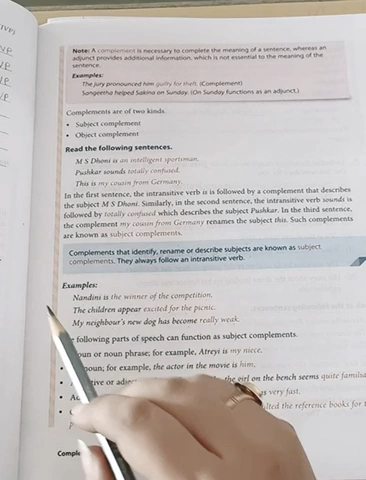 Note: A complement is necessary to complete the meaning of a sentence, whereas an
adjunct provides additional information, which is not essential to the meaning of the
sentence.
Examples:
The jury pronounced him guilty for theft. (Complement)
Sangeetha helped Sakina on Sunday. (On Sunday functions as an adjunct.)
Complements are of two kinds.
• Subject complement
• Object complement
Read the following sentences.
M S Dhoni is an intelligent sportsman.
Pushkar sounds totally confused.
This is my cousin from Germany.
In the first sentence, the intransitive verb is is followed by a complement that describes
the subject M S Dhoni. Similarly, in the second sentence, the intransitive verb sounds is
followed by totally confused which describes the subject Pushkar. In the third sentence,
the complement my cousin from Germany renames the subject this. Such complements
are known as subject complements.
Complements that identify, rename or describe subjects are known as subject
complements. They always follow an intransitive verb.
Examples:
Nandini is the winner of the competition.
The children appear excited for the picnic.
My neighbour's new dog has become really weak.
following parts of speech can function as subject complements.
oun or noun phrase; for example, Atreyi is my niece.
noun; for example, the actor in the movie is him.
tive or adje the girl on the bench seems quite
as very fast.
the reference books for
Comple